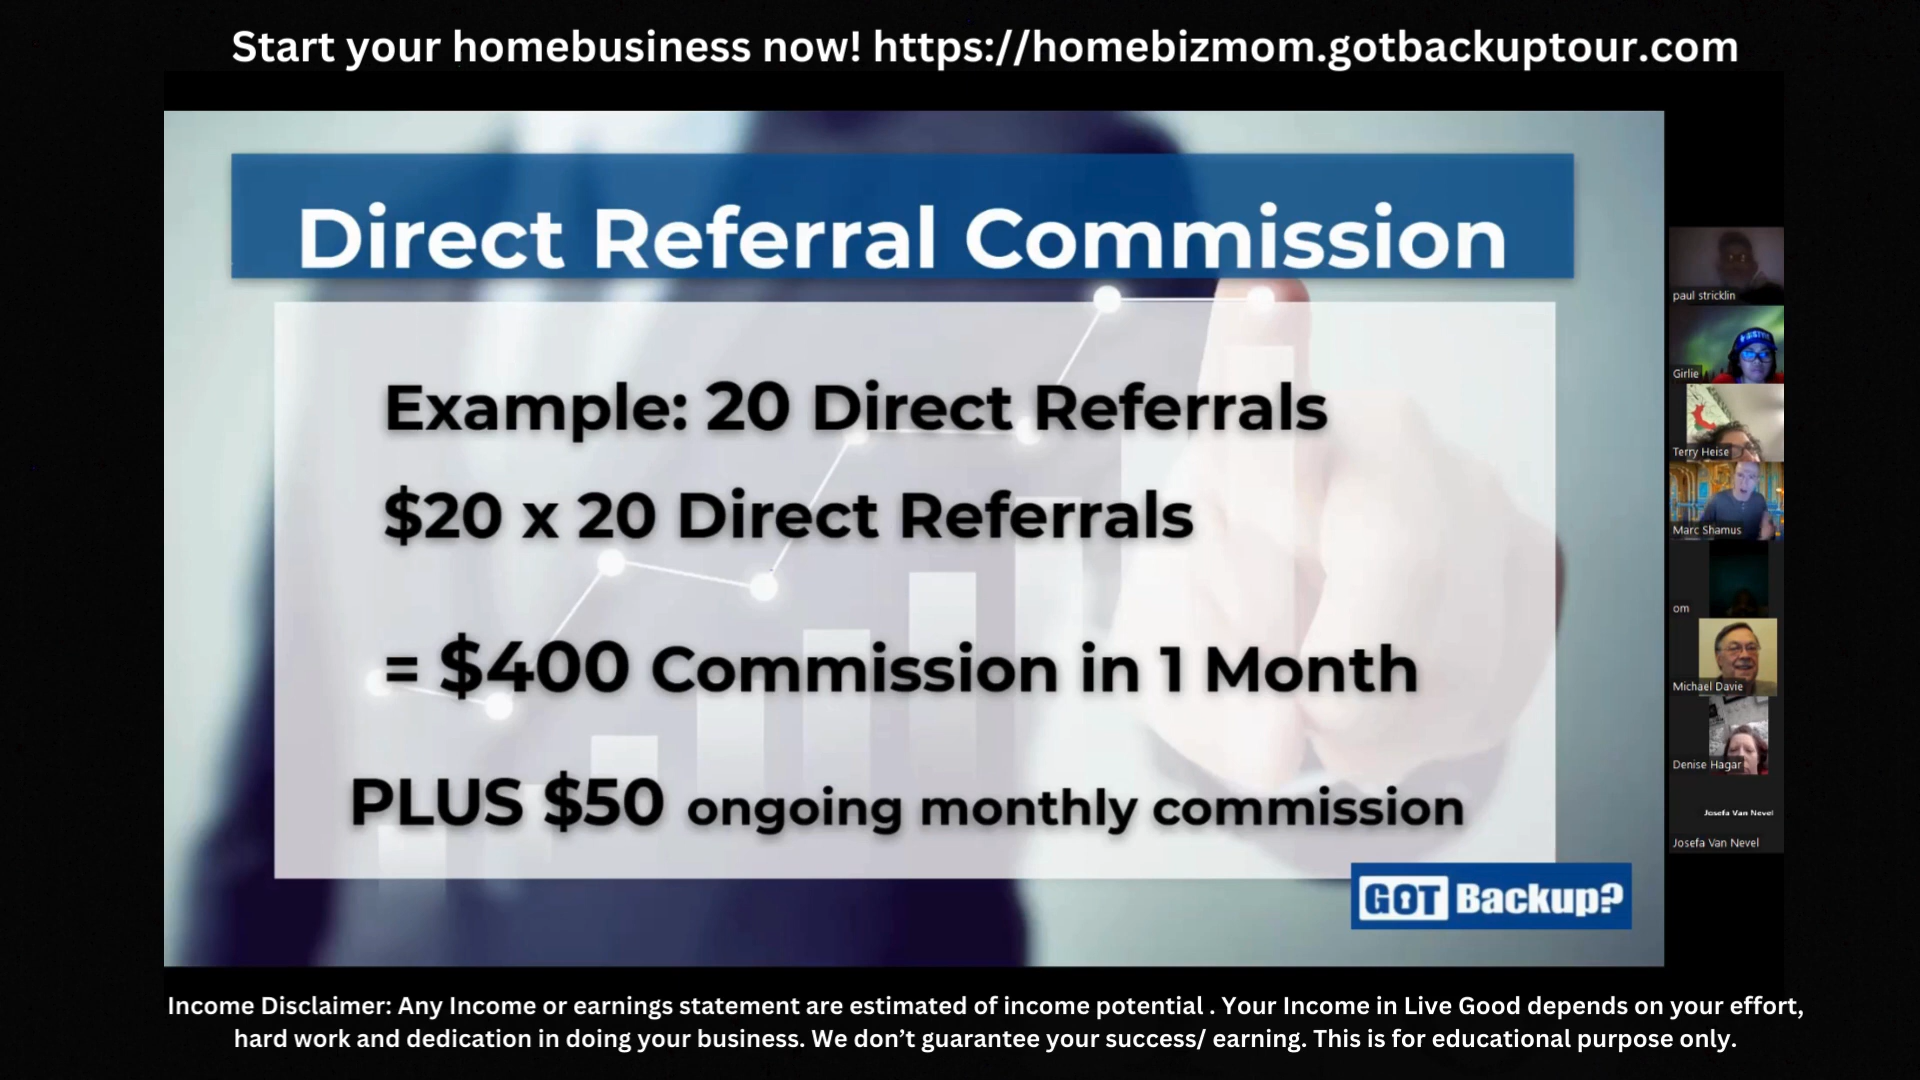 Start your homebusiness now! https://homebizmom.gotbackuptour.com
Direct Referral Commission
Example: 20 Direct Referrals
$20 x 20 Direct Referrals
= $400 Commission in 1 Month
PLUS $50 ongoing monthly commission
GOT Backup?
paul stricklin
Girlie
Terry Heise
Marc Shamus
om
Michael Davie
Denise Hagar
Josefa Van Nevel
Josefa Van Nevel
Income Disclaimer: Any Income or earnings statement are estimated of income potential . Your Income in Live Good depends on your effort,
hard work and dedication in doing your business. We don’t guarantee your success/ earning. This is for educational purpose only.